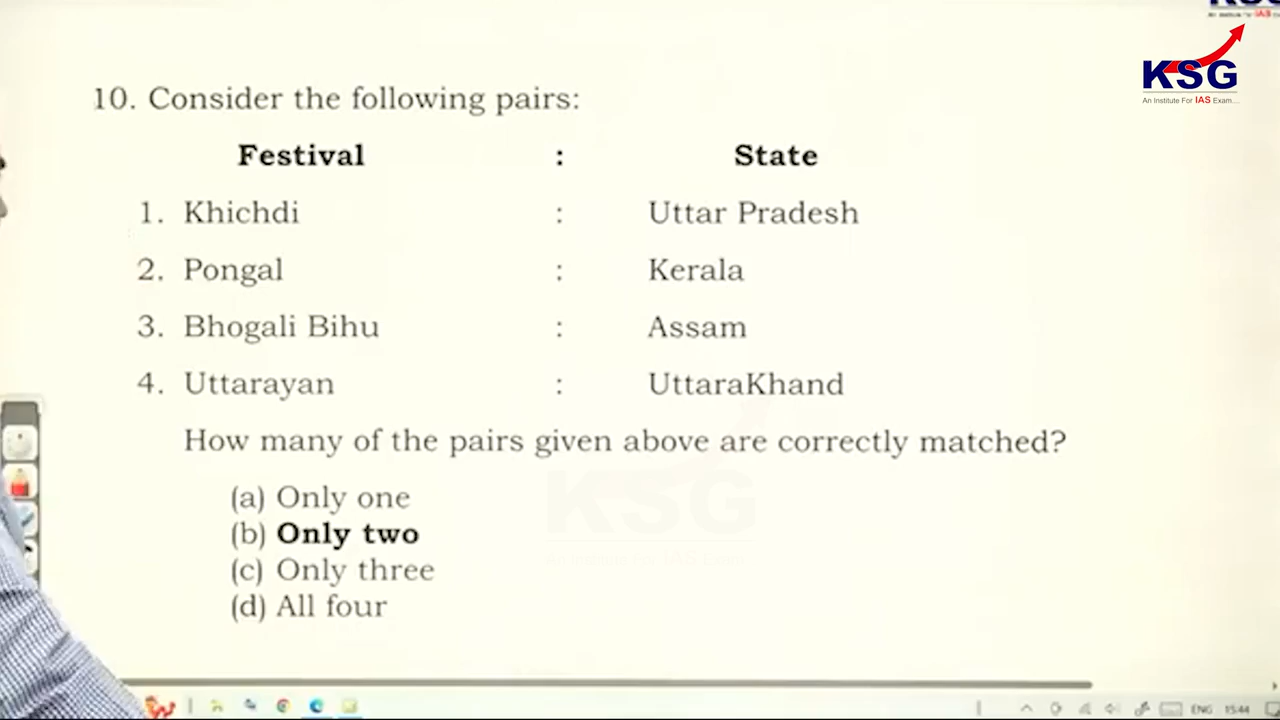 KSG
An Institute For IAS Exam...
10. Consider the following pairs:
Festival : State
1. Khichdi : Uttar Pradesh
2. Pongal : Kerala
3. Bhogali Bihu : Assam
4. Uttarayan : UttaraKhand
How many of the pairs given above are correctly matched?
KSG
(a) Only one
(b) Only two
(c) Only three
(d) All four
ENG 15:44